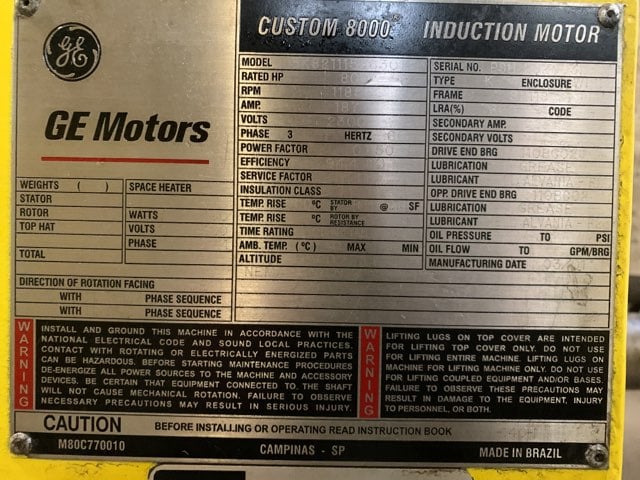 GE
CUSTOM 8000 INDUCTION MOTOR
GE Motors
MODEL
RATED HP
RPM
AMP.
VOLTS
PHASE 3 HERTZ
POWER FACTOR
EFFICIENCY
SERVICE FACTOR
INSULATION CLASS
TEMP. RISE °C STATOR BY @ SF
TEMP. RISE °C ROTOR BY RESISTANCE
TIME RATING
AMB. TEMP. (°C) MAX MIN
ALTITUDE
SERIAL NO.
TYPE ENCLOSURE
FRAME
LRA(%) CODE
SECONDARY AMP.
SECONDARY VOLTS
DRIVE END BRG
LUBRICATION GREASE
LUBRICANT
OPP. DRIVE END BRG
LUBRICATION GREASE
LUBRICANT
OIL PRESSURE TO PSI
OIL FLOW TO GPM/BRG
MANUFACTURING DATE
WEIGHTS ( )
STATOR
ROTOR
TOP HAT
TOTAL
SPACE HEATER
WATTS
VOLTS
PHASE
DIRECTION OF ROTATION FACING
WITH PHASE SEQUENCE
WITH PHASE SEQUENCE
WARNING
INSTALL AND GROUND THIS MACHINE IN ACCORDANCE WITH THE
NATIONAL ELECTRICAL CODE AND SOUND LOCAL PRACTICES.
CONTACT WITH ROTATING OR ELECTRICALLY ENERGIZED PARTS
CAN BE HAZARDOUS. BEFORE STARTING MAINTENANCE PROCEDURES
DE-ENERGIZE ALL POWER SOURCES TO THE MACHINE AND ACCESSORY
DEVICES. BE CERTAIN THAT EQUIPMENT CONNECTED TO. THE SHAFT
WILL NOT CAUSE MECHANICAL ROTATION. FAILURE TO OBSERVE
NECESSARY PRECAUTIONS MAY RESULT IN SERIOUS INJURY.
WARNING
LIFTING LUGS ON TOP COVER ARE INTENDED
FOR LIFTING TOP COVER ONLY. DO NOT USE
FOR LIFTING ENTIRE MACHINE. LIFTING LUGS ON
MACHINE FOR LIFTING MACHINE ONLY. DO NOT USE
FOR LIFTING COUPLED EQUIPMENT AND/OR BASES.
FAILURE TO OBSERVE THESE PRECAUTIONS MAY
RESULT IN DAMAGE TO THE EQUIPMENT, INJURY
TO PERSONNEL, OR BOTH.
CAUTION BEFORE INSTALLING OR OPERATING READ INSTRUCTION BOOK
M80C770010 CAMPINAS - SP MADE IN BRAZIL